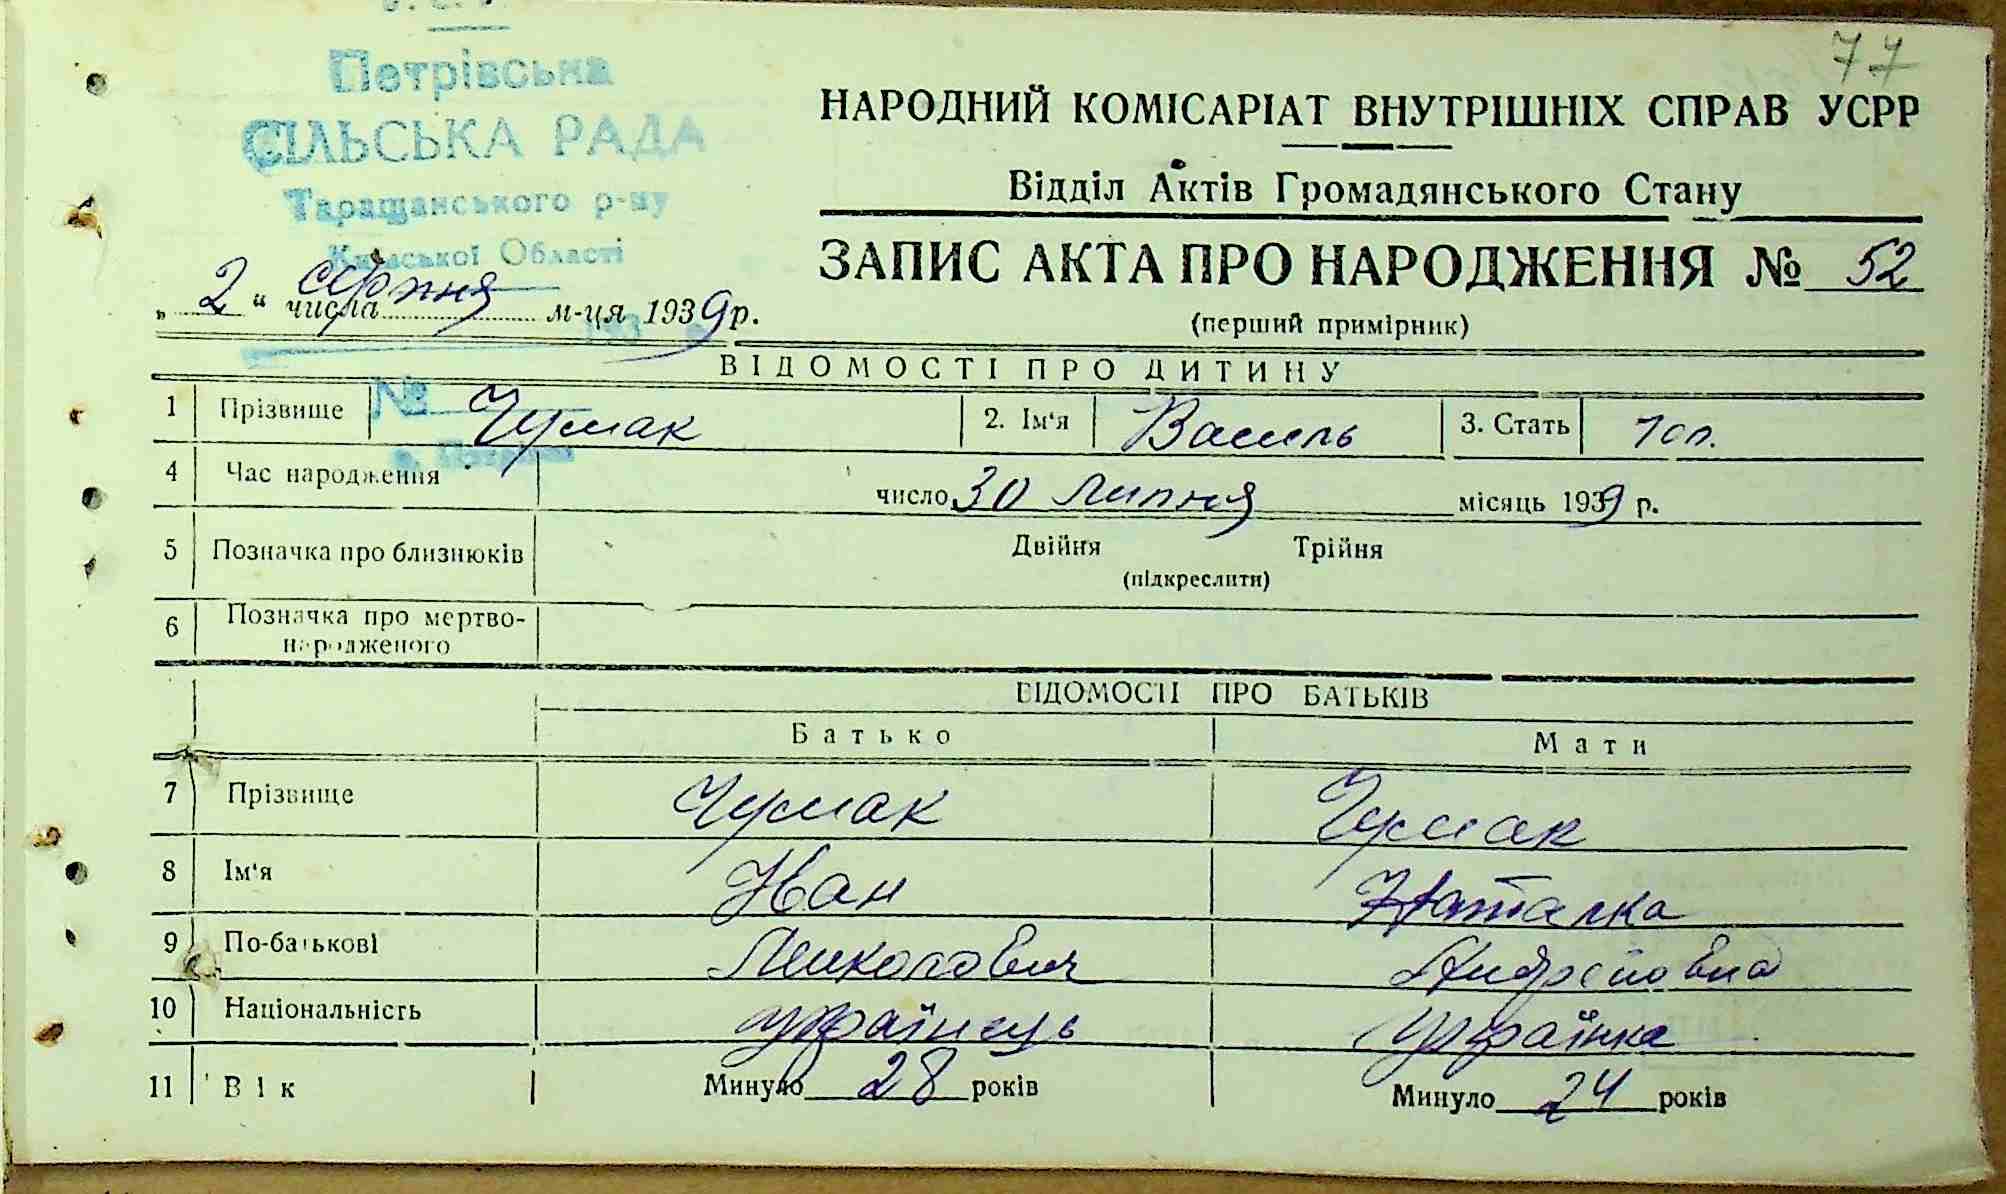 77
Петрівська
СІЛЬСЬКА РАДА
Таращанського р-ну
Київської Області
НАРОДНИЙ КОМІСАРІАТ ВНУТРІШНІХ СПРАВ УСРР
Відділ Актів Громадянського Стану
ЗАПИС АКТА ПРО НАРОДЖЕННЯ № 52
(перший примірник)
„ 2 “ числа серпня м-ця 1939 р.
ВІДОМОСТІ ПРО ДИТИНУ
№
1 Прізвище Чумак 2. Ім'я Василь 3. Стать чол.
4 Час народження число 30 Липня місяць 1939 р.
5 Позначка про близнюків Двійня Трійня
(підкреслити)
6 Позначка про мертво-
народженого
ВІДОМОСТІ ПРО БАТЬКІВ
Батько Мати
7 Прізвище Чумак Чумак
8 Ім'я Іван Наталка
9 По-батькові Миколович Андрейовна
10 Національність українець Українка
11 Вік Минуло 28 років Минуло 24 років